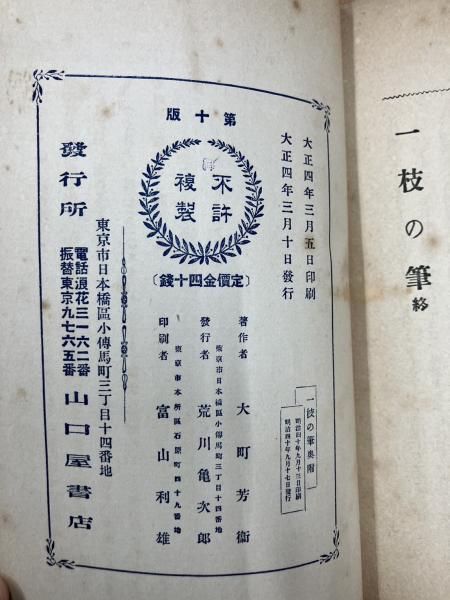 一枝の筆 終
一枝の筆奧附
明治四十年九月十三日印刷
明治四十年九月十七日發行
大正四年三月五日印刷
大正四年三月十日發行
第十版
不許
複製
〔定價金四十錢〕
著作者 大町芳衞
東京市日本橋區小傳馬町三丁目十四番地
發行者 荒川亀次郎
東京市本所區石原町四十九番地
印刷者 富山利雄
東京市日本橋區小傳馬町三丁目十四番地
發行所 山口屋書店
電話浪花三一六二番
振替東京九七六五番